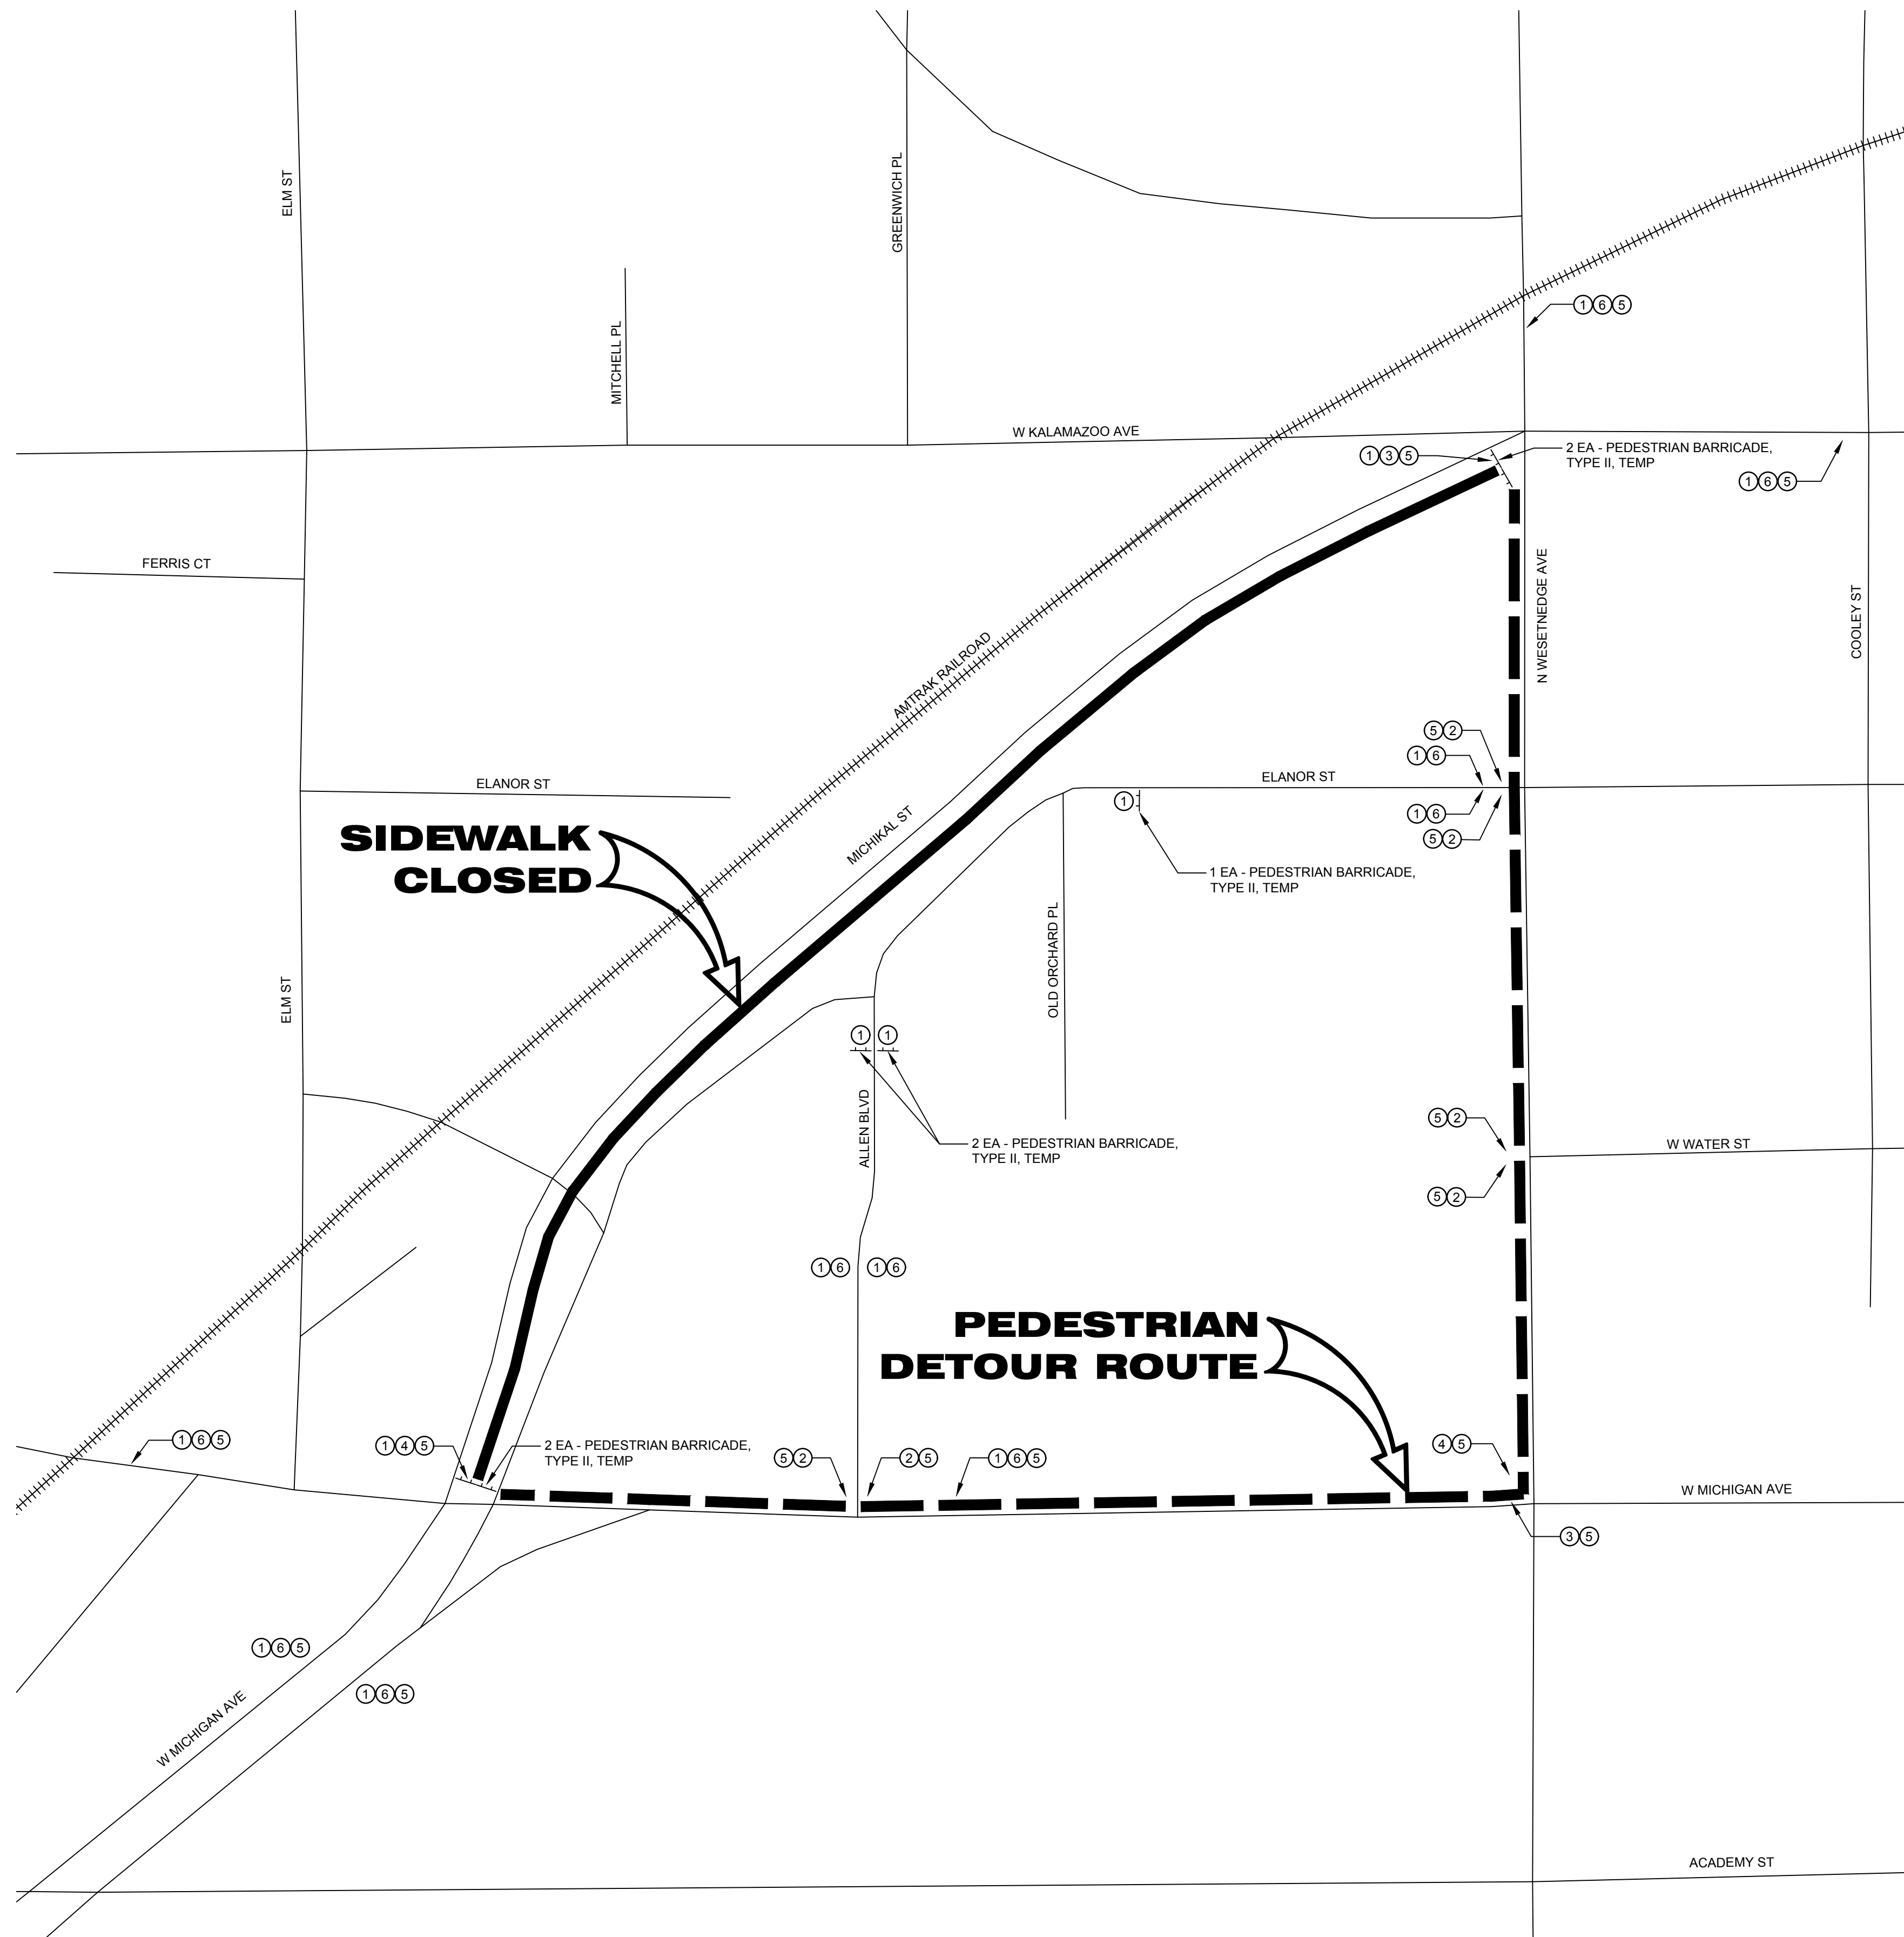 ELM ST
GREENWICH PL
MITCHELL PL
1 6 5
W KALAMAZOO AVE
1 3 5
2 EA - PEDESTRIAN BARRICADE,
TYPE II, TEMP
1 6 5
FERRIS CT
N WESETNEDGE AVE
COOLEY ST
AMTRAK RAILROAD
5 2
1 6
ELANOR ST
ELANOR ST
1
1 6
5 2
MICHIKAL ST
SIDEWALK
CLOSED
1 EA - PEDESTRIAN BARRICADE,
TYPE II, TEMP
OLD ORCHARD PL
ELM ST
1
1
ALLEN BLVD
2 EA - PEDESTRIAN BARRICADE,
TYPE II, TEMP
5 2
W WATER ST
5 2
1 6
1 6
PEDESTRIAN
DETOUR ROUTE
1 6 5
1 4 5
2 EA - PEDESTRIAN BARRICADE,
TYPE II, TEMP
5 2
2 5
1 6 5
4 5
W MICHIGAN AVE
3 5
1 6 5
1 6 5
W MICHIGAN AVE
ACADEMY ST